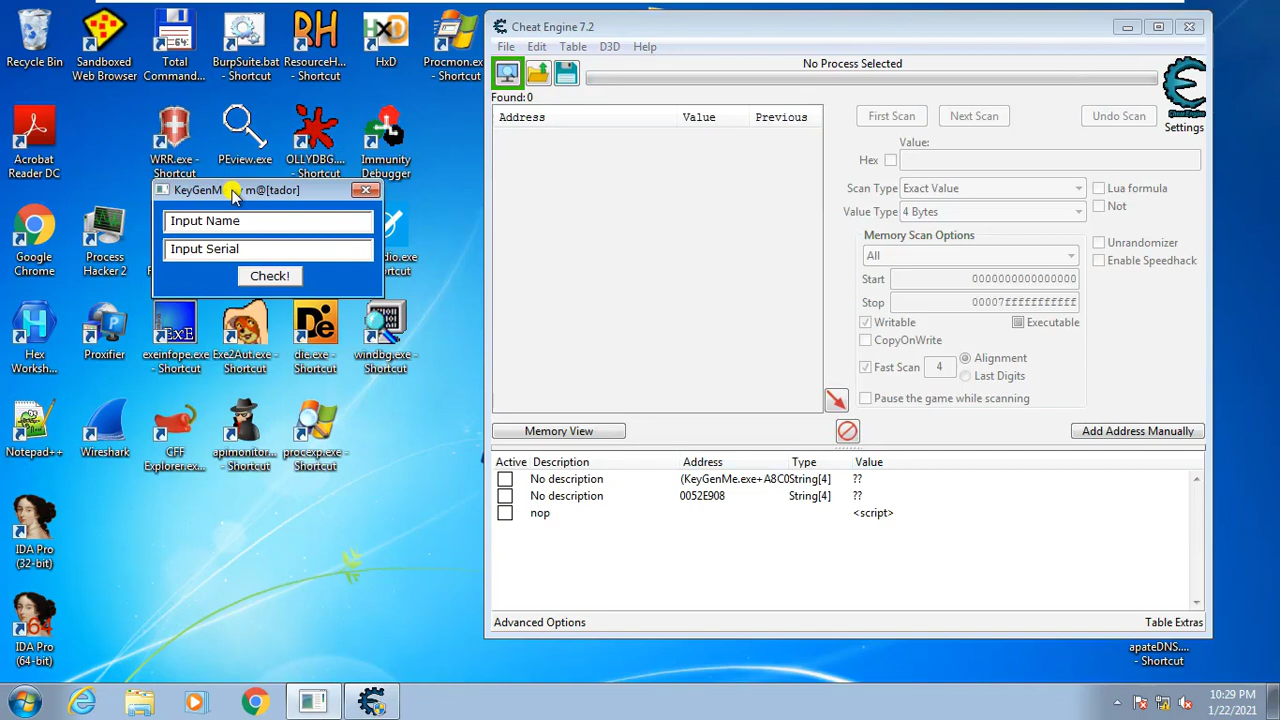 Recycle Bin
Sandboxed
Web Browser
Total
Command...
BurpSuite.bat
- Shortcut
ResourceH...
- Shortcut
HxD
Procmon.e...
- Shortcut
Acrobat
Reader DC
WRR.exe -
Shortcut
PEview.exe
OLLYDBG....
- Shortcut
Immunity
Debugger
m@[tador]
Input Name
Input Serial
Check!
Google
Chrome
Process
Hacker 2
Shortcut
Hex
Worksh...
Proxifier
exeinfope....
- Shortcut
Exe2Aut.exe -
Shortcut
die.exe -
Shortcut
windbg.exe -
Shortcut
Notepad++
Wireshark
CFF
Explorer.ex...
apimonitor...
- Shortcut
procexp.exe -
Shortcut
IDA Pro
(32-bit)
64
IDA Pro
(64-bit)
Cheat Engine 7.2
File Edit Table D3D Help
No Process Selected
Found:0
Address Value Previous
First Scan Next Scan Undo Scan
Settings
Value:
Hex
Scan Type Exact Value
Lua formula
Value Type 4 Bytes
Not
Memory Scan Options
All
Unrandomizer
Enable Speedhack
Start 0000000000000000
Stop 00007fffffffffff
Writable Executable
CopyOnWrite
Fast Scan 4 Alignment
Last Digits
Pause the game while scanning
Memory View
Add Address Manually
Active Description Address Type Value
No description (KeyGenMe.exe+A8C0 String[4] ??
No description 0052E908 String[4] ??
nop <script>
Advanced Options Table Extras
apateDNS....
- Shortcut
10:29 PM
1/22/2021